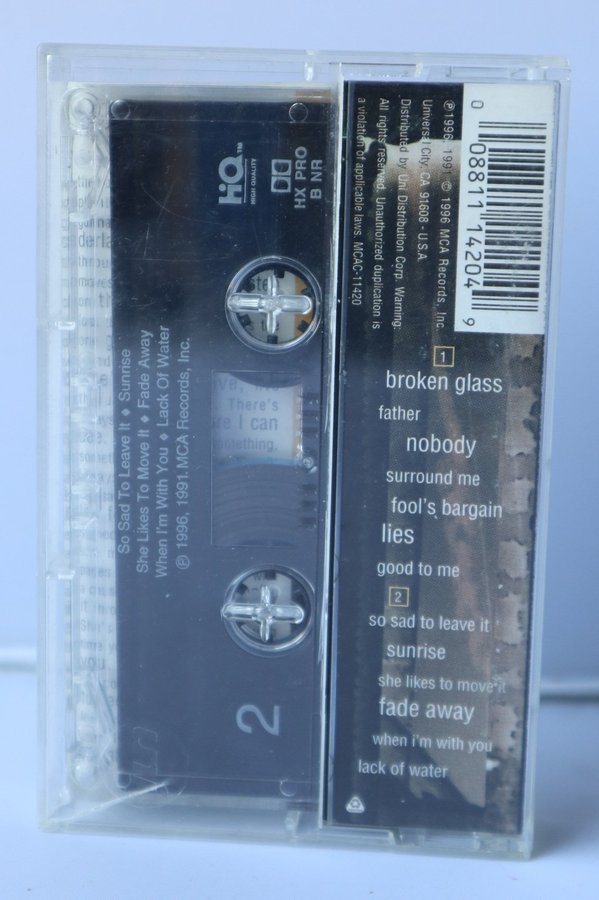 HQ™
HIGH QUALITY
HX PRO
B NR
So Sad To Leave It ◆ Sunrise
She Likes To Move It ◆ Fade Away
When I'm With You ◆ Lack Of Water
℗ 1996, 1991 MCA Records, Inc.
There's
re I can
something.
2
℗ 1996, 1991, © 1996 MCA Records, Inc.
Universal City, CA 91608 - U.S.A
Distributed by Uni Distribution Corp. Warning:
All rights reserved. Unauthorized duplication is
a violation of applicable laws. MCAC-11420
0 08811 14204 9
1
broken glass
father
nobody
surround me
fool's bargain
lies
good to me
2
so sad to leave it
sunrise
she likes to move it
fade away
when i'm with you
lack of water